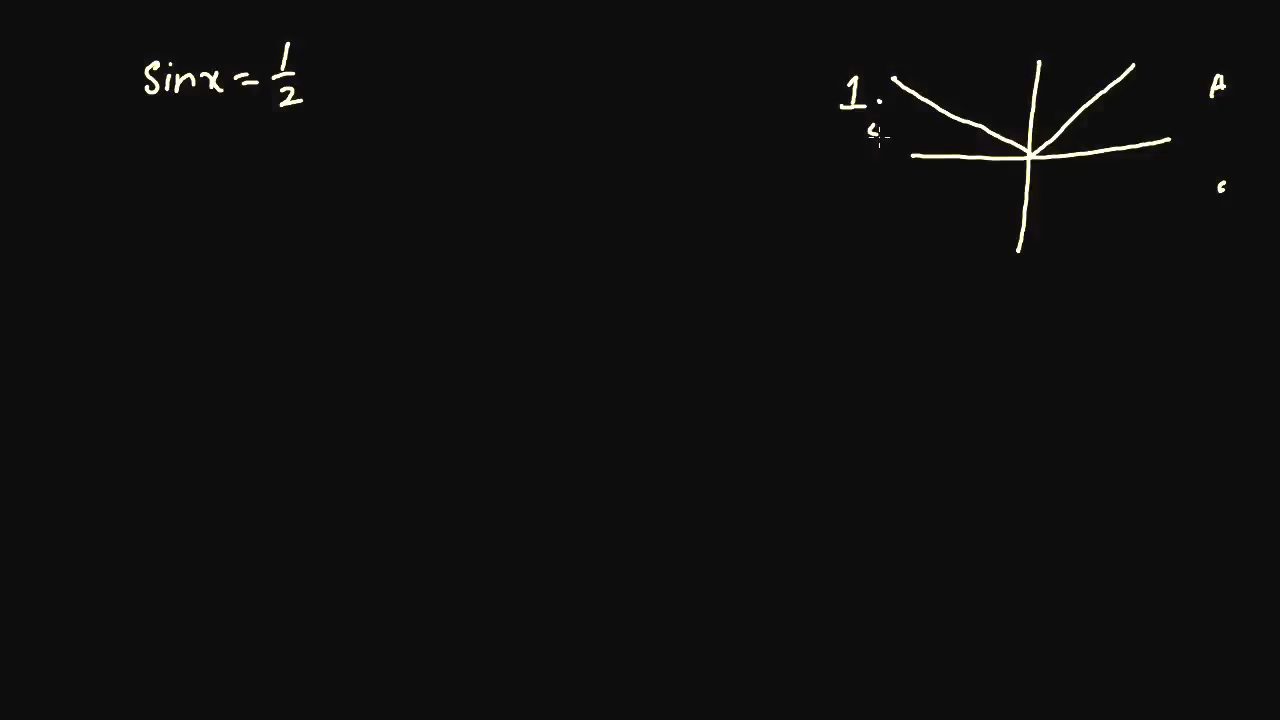 Sinx = 1/2
1.
A